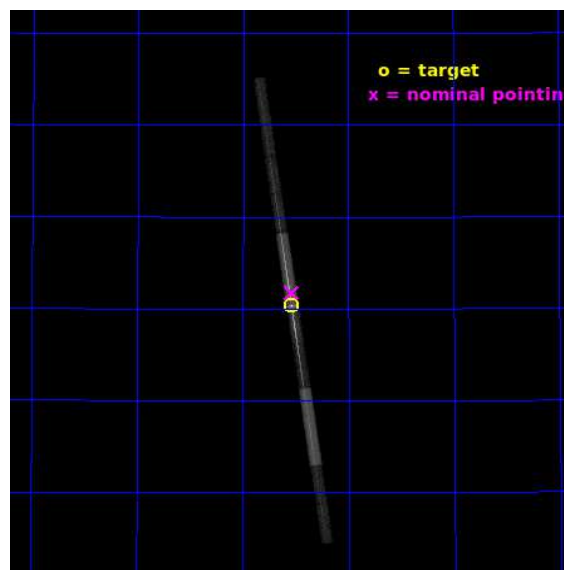 o = target
x = nominal pointin